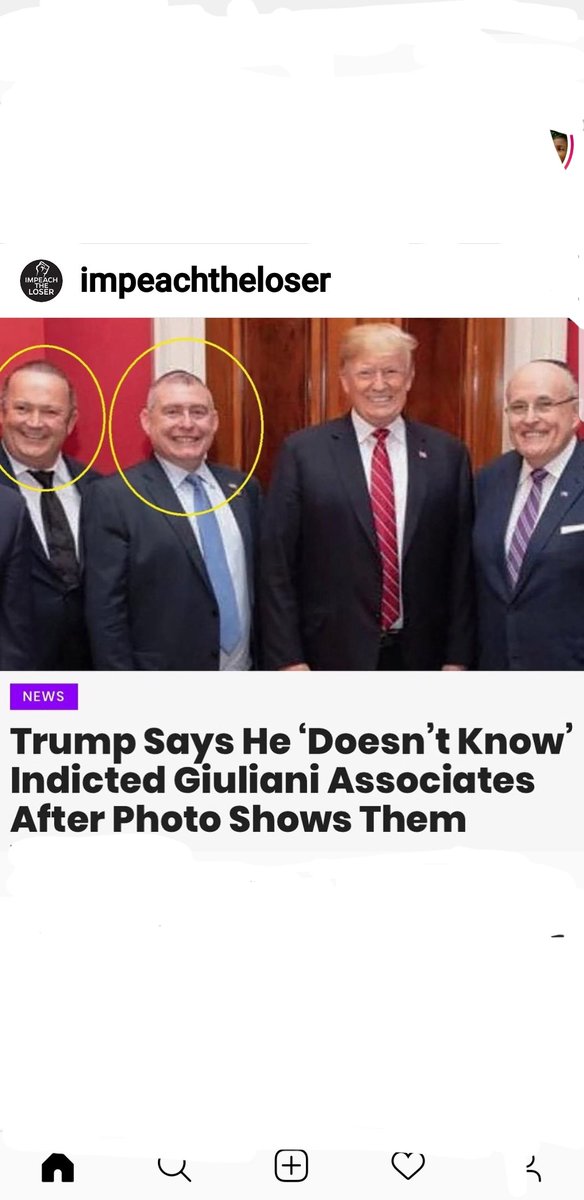 IMPEACH
THE
LOSER
impeachtheloser
NEWS
Trump Says He ‘Doesn’t Know’
Indicted Giuliani Associates
After Photo Shows Them